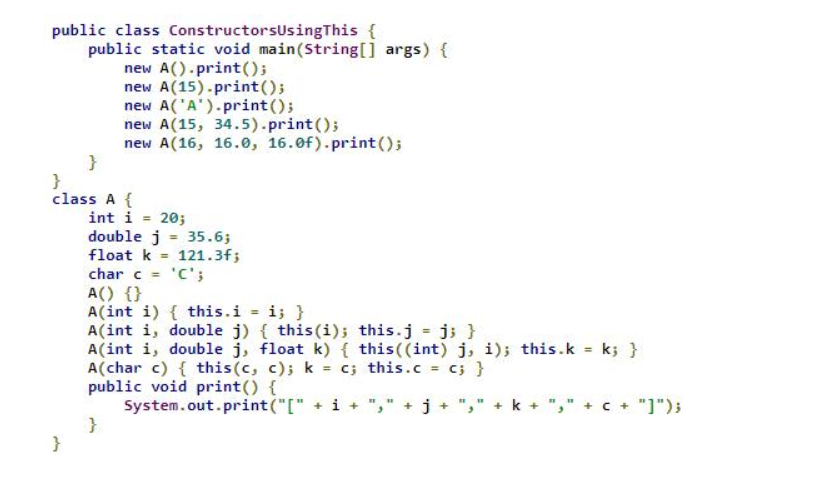 public class ConstructorsUsingThis {
    public static void main(String[] args) {
        new A().print();
        new A(15).print();
        new A('A').print();
        new A(15, 34.5).print();
        new A(16, 16.0, 16.0f).print();
    }
}
class A {
    int i = 20;
    double j = 35.6;
    float k = 121.3f;
    char c = 'C';
    A() {}
    A(int i) { this.i = i; }
    A(int i, double j) { this(i); this.j = j; }
    A(int i, double j, float k) { this((int) j, i); this.k = k; }
    A(char c) { this(c, c); k = c; this.c = c; }
    public void print() {
        System.out.print("[" + i + "," + j + "," + k + "," + c + "]");
    }
}